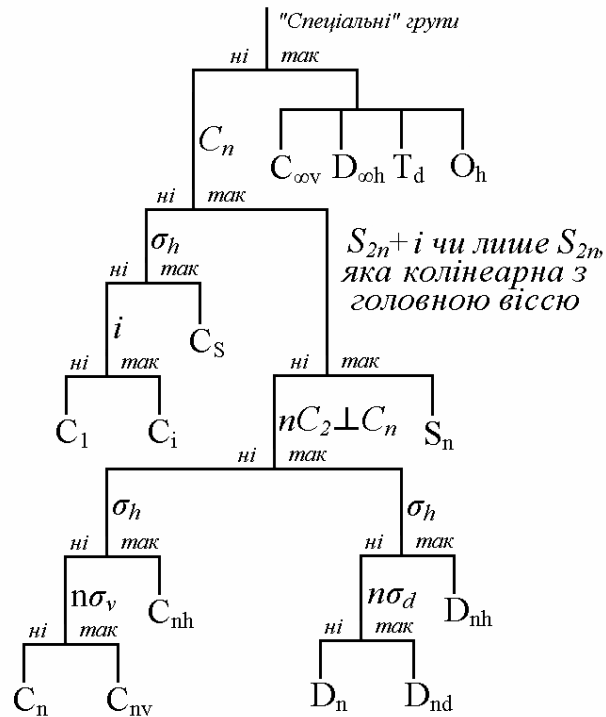 "Спеціальні" групи
ні так
C∞v D∞h Td Oh
Cn
ні так
σh
S2n+i чи лише S2n,
яка колінеарна з
головною віссю
ні так
i
CS
ні так
ні так
C1 Ci
nC2⊥Cn
Sn
ні так
σh σh
ні так ні так
nσv Cnh nσd Dnh
ні так ні так
Cn Cnv Dn Dnd